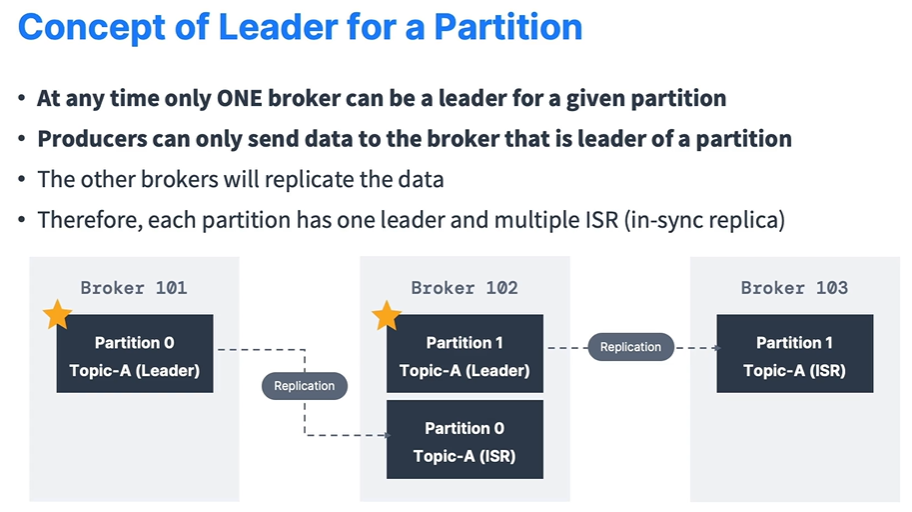 Concept of Leader for a Partition
• At any time only ONE broker can be a leader for a given partition
• Producers can only send data to the broker that is leader of a partition
• The other brokers will replicate the data
• Therefore, each partition has one leader and multiple ISR (in-sync replica)
Broker 101
Partition 0
Topic-A (Leader)
Replication
Broker 102
Partition 1
Topic-A (Leader)
Partition 0
Topic-A (ISR)
Replication
Broker 103
Partition 1
Topic-A (ISR)